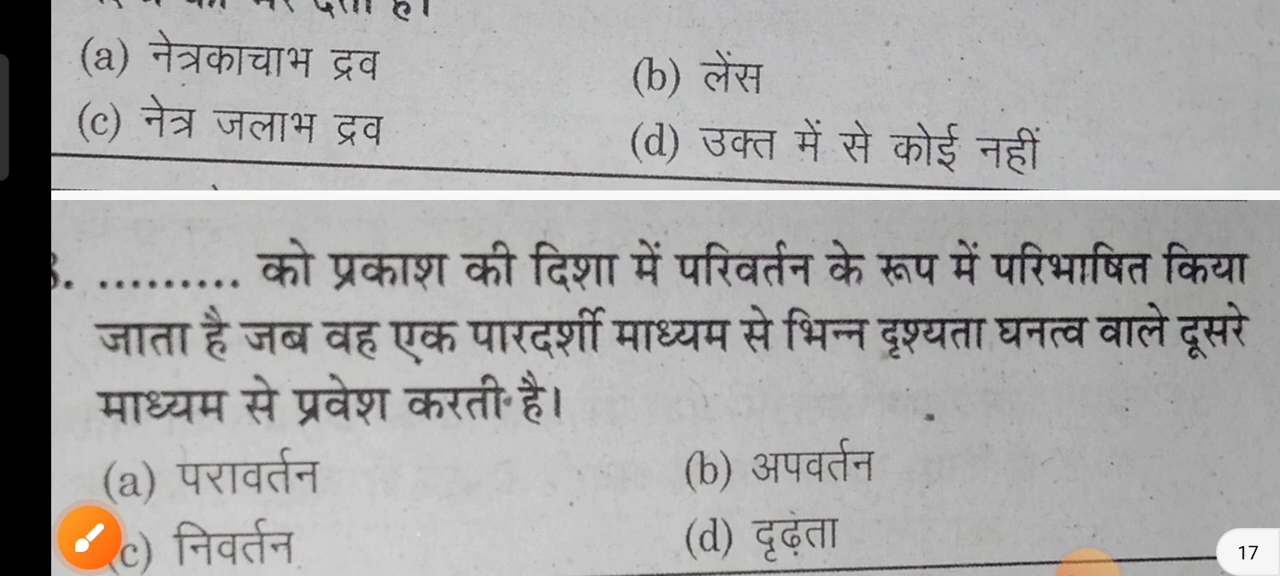 (a) नेत्रकाचाभ द्रव (b) लेंस
(c) नेत्र जलाभ द्रव (d) उक्त में से कोई नहीं
.......... को प्रकाश की दिशा में परिवर्तन के रूप में परिभाषित किया
जाता है जब वह एक पारदर्शी माध्यम से भिन्न दृश्यता घनत्व वाले दूसरे
माध्यम से प्रवेश करती है।
(a) परावर्तन (b) अपवर्तन
c) निवर्तन (d) दृढ़ंता
17